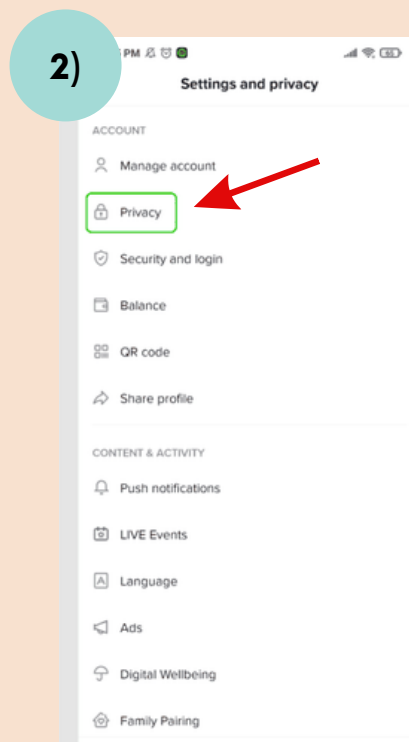 2)
PM
Settings and privacy
ACCOUNT
Manage account
Privacy
Security and login
Balance
QR code
Share profile
CONTENT & ACTIVITY
Push notifications
LIVE Events
A Language
Ads
Digital Wellbeing
Family Pairing